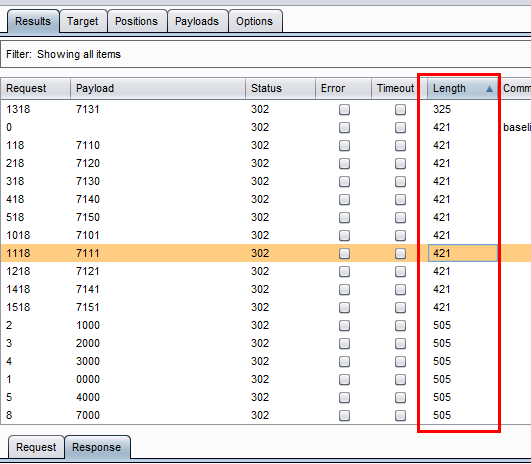 Results Target Positions Payloads Options
Filter: Showing all items
Request Payload Status Error Timeout Length Comm
1318 7131 302 325
0 302 421 baseli
118 7110 302 421
218 7120 302 421
318 7130 302 421
418 7140 302 421
518 7150 302 421
1018 7101 302 421
1118 7111 302 421
1218 7121 302 421
1418 7141 302 421
1518 7151 302 421
2 1000 302 505
3 2000 302 505
4 3000 302 505
1 0000 302 505
5 4000 302 505
8 7000 302 505
Request Response